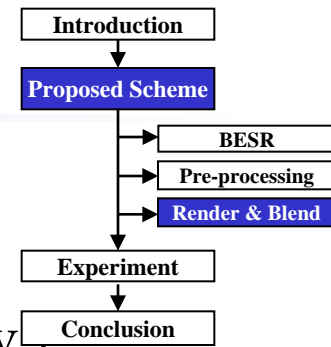 Introduction
Proposed Scheme
BESR
Pre-processing
Render & Blend
Experiment
Conclusion